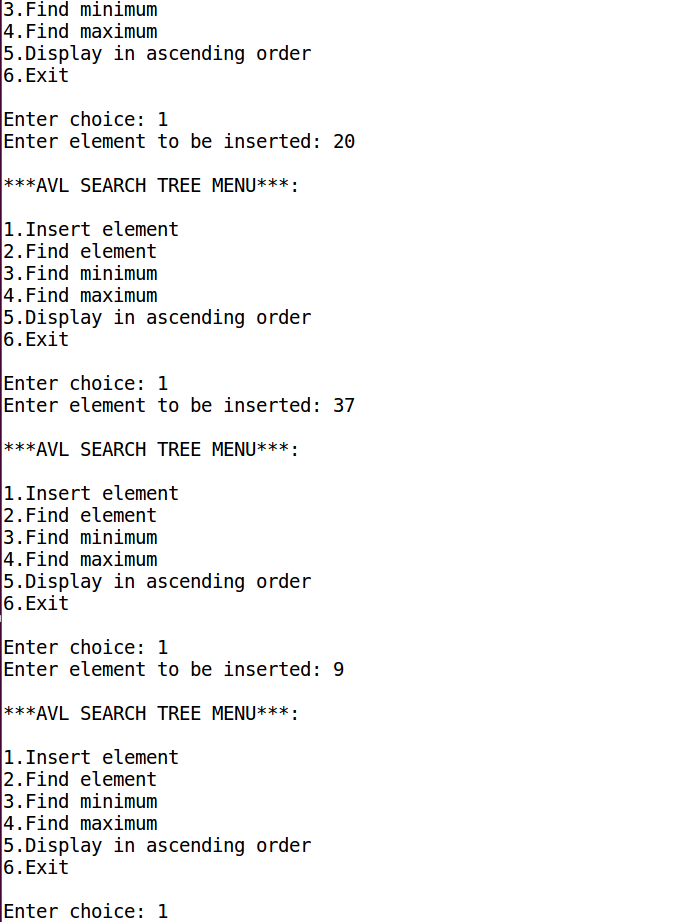 3.Find minimum
4.Find maximum
5.Display in ascending order
6.Exit
Enter choice: 1
Enter element to be inserted: 20
***AVL SEARCH TREE MENU***:
1.Insert element
2.Find element
3.Find minimum
4.Find maximum
5.Display in ascending order
6.Exit
Enter choice: 1
Enter element to be inserted: 37
***AVL SEARCH TREE MENU***:
1.Insert element
2.Find element
3.Find minimum
4.Find maximum
5.Display in ascending order
6.Exit
Enter choice: 1
Enter element to be inserted: 9
***AVL SEARCH TREE MENU***:
1.Insert element
2.Find element
3.Find minimum
4.Find maximum
5.Display in ascending order
6.Exit
Enter choice: 1